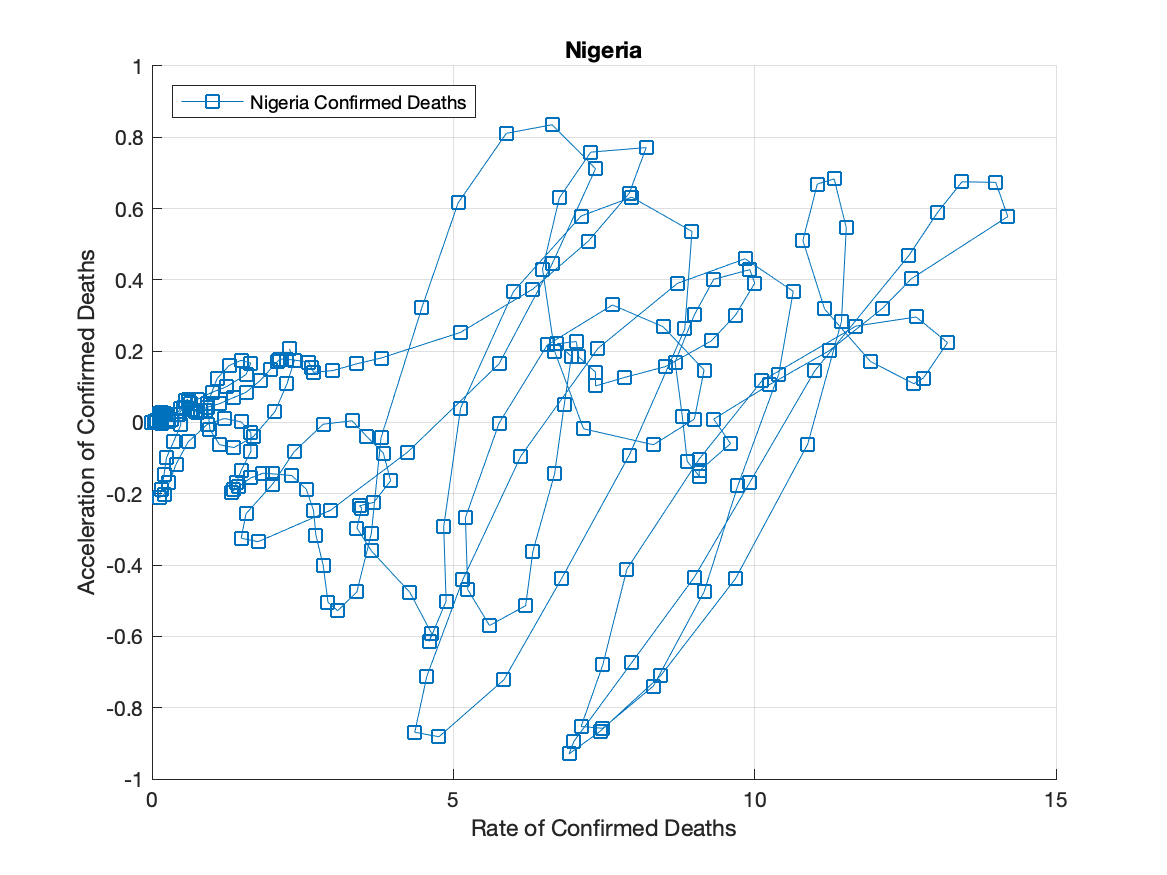 Nigeria
Nigeria Confirmed Deaths
1
0.8
0.6
0.4
0.2
0
-0.2
-0.4
-0.6
-0.8
-1
Acceleration of Confirmed Deaths
0 5 10 15
Rate of Confirmed Deaths